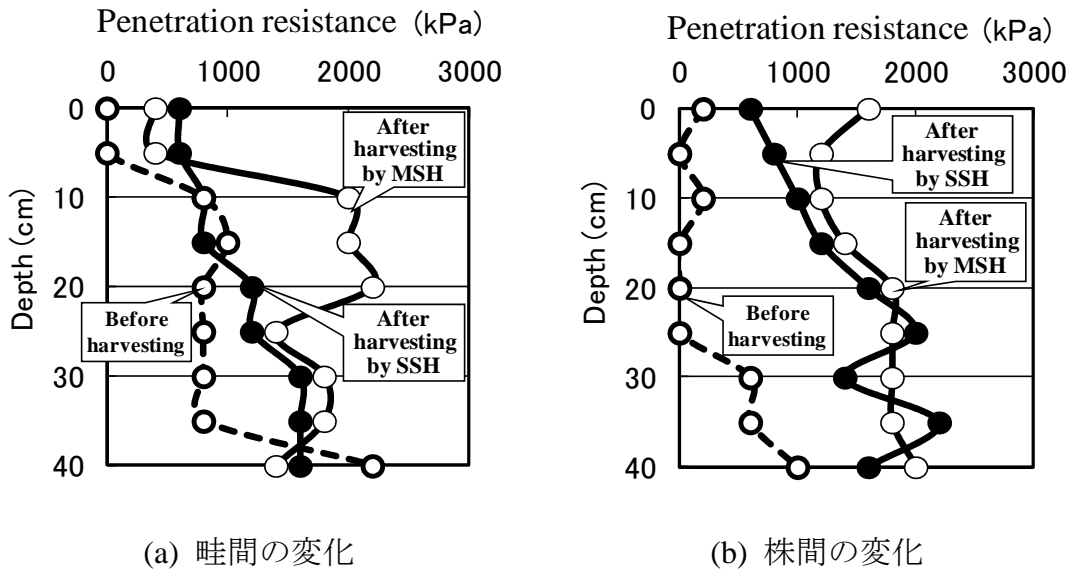 Penetration resistance (kPa)
0 1000 2000 3000
0
10
20
30
40
Depth (cm)
After
harvesting
by MSH
Before
harvesting
After
harvesting
by SSH
(a) 畦間の変化
Penetration resistance (kPa)
0 1000 2000 3000
0
10
20
30
40
Depth (cm)
After
harvesting
by SSH
After
harvesting
by MSH
Before
harvesting
(b) 株間の変化